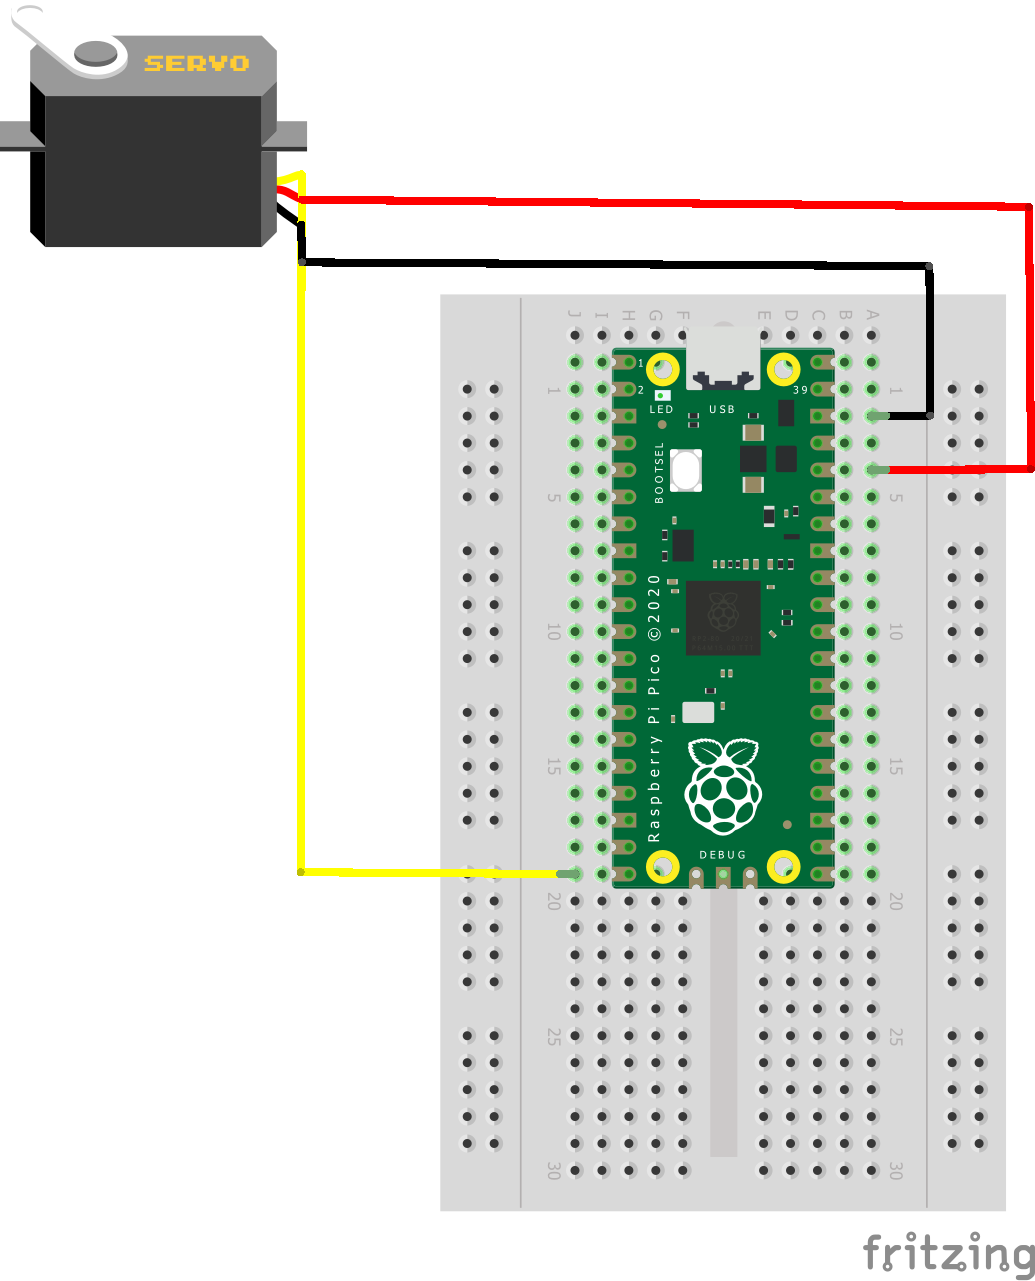 SERVO
J I H G F E D C B A
1 1
1
2 39
LED USB
BOOTSEL
5 5
Raspberry Pi Pico ©2020
10 10
15 15
DEBUG
20 20
25 25
30 30
fritzing